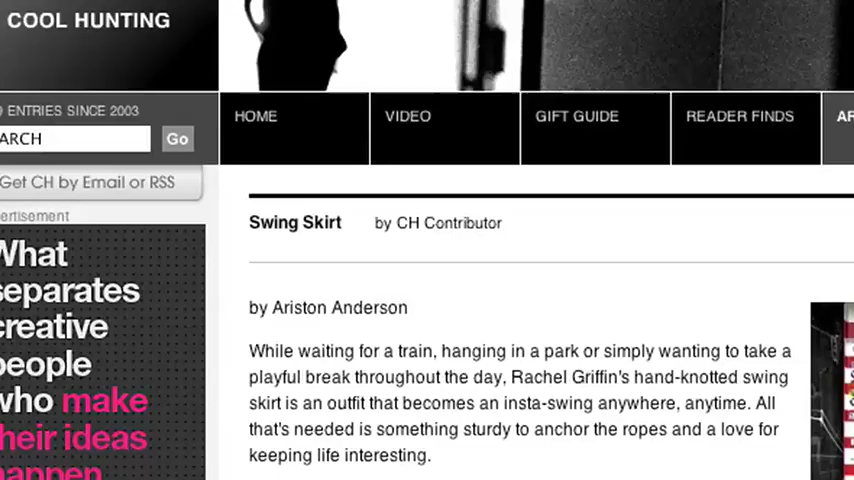 COOL HUNTING
ENTRIES SINCE 2003
ARCH
Go
Get CH by Email or RSS
ertisement
What
separates
creative
people
who make
their ideas
happen
HOME
VIDEO
GIFT GUIDE
READER FINDS
AR
Swing Skirt by CH Contributor
by Ariston Anderson
While waiting for a train, hanging in a park or simply wanting to take a
playful break throughout the day, Rachel Griffin's hand-knotted swing
skirt is an outfit that becomes an insta-swing anywhere, anytime. All
that's needed is something sturdy to anchor the ropes and a love for
keeping life interesting.